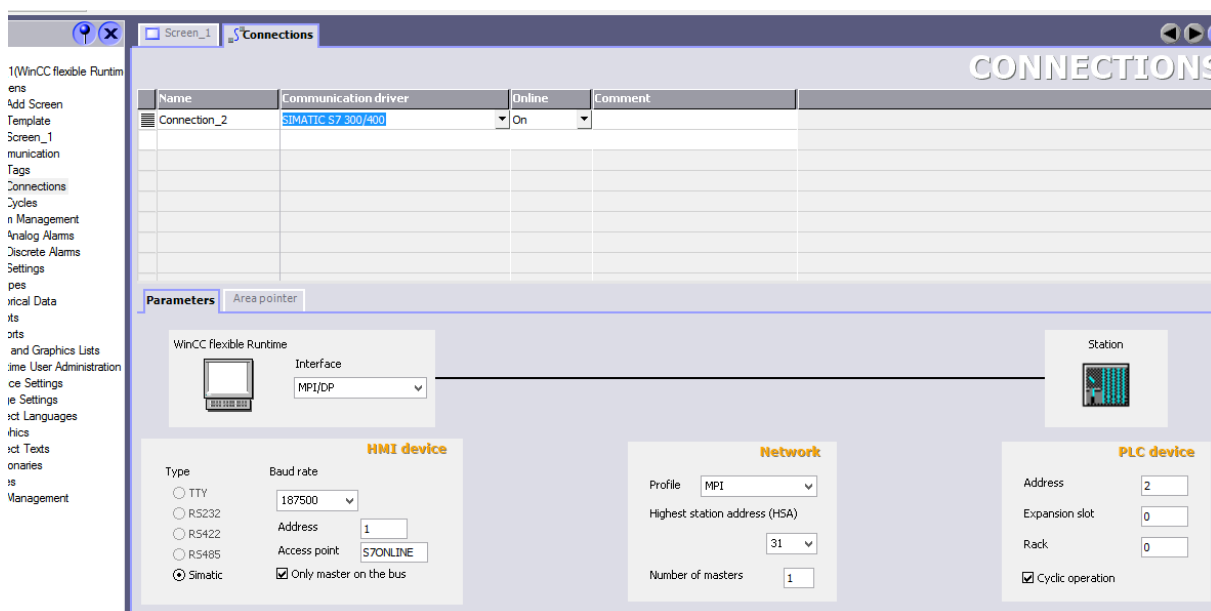 Screen_1
Connections
CONNECTIONS
1(WinCC flexible Runtim
ens
Add Screen
Template
Screen_1
munication
Tags
Connections
Cycles
n Management
Analog Alarms
Discrete Alarms
Settings
pes
orical Data
pts
orts
and Graphics Lists
ime User Administration
ce Settings
ge Settings
ect Languages
phics
ect Texts
onaries
es
Management
Name Communication driver Online Comment
Connection_2 SIMATIC S7 300/400 On
Parameters Area pointer
WinCC flexible Runtime
Interface
MPI/DP
Station
HMI device
Type
TTY
RS232
RS422
RS485
Simatic
Baud rate
187500
Address 1
Access point S7ONLINE
Only master on the bus
Network
Profile MPI
Highest station address (HSA)
31
Number of masters 1
PLC device
Address 2
Expansion slot 0
Rack 0
Cyclic operation